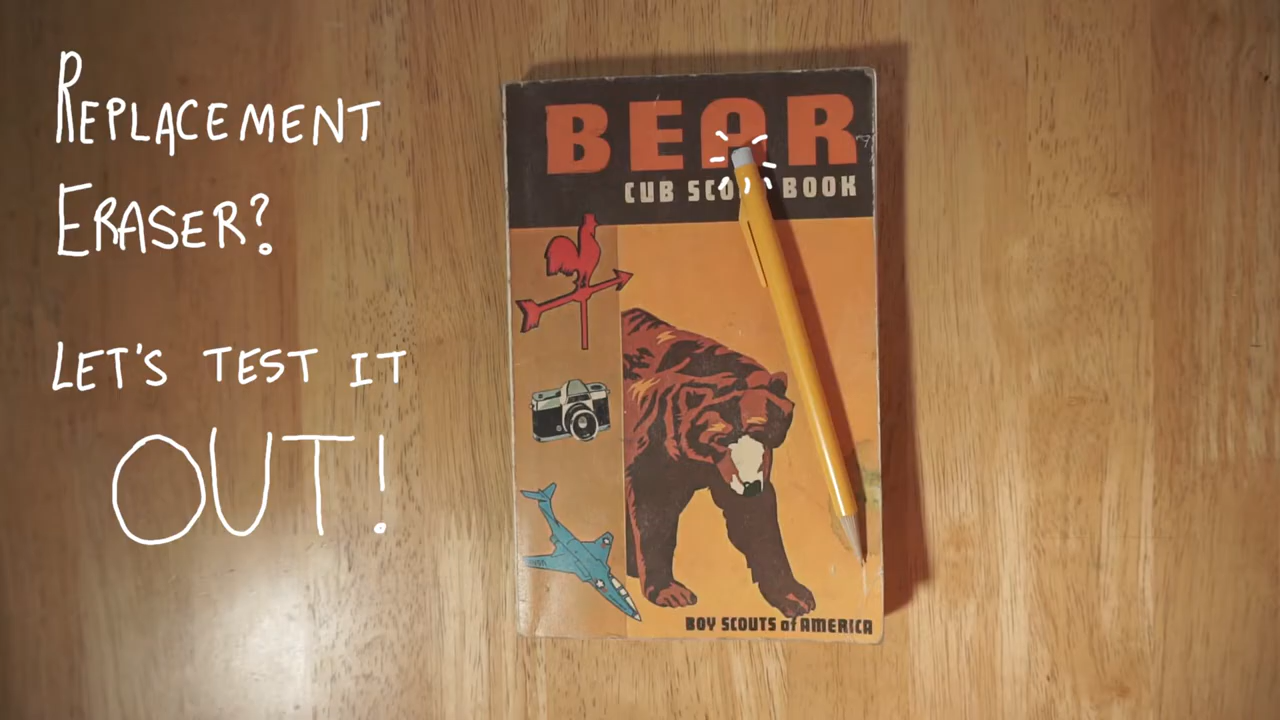 REPLACEMENT
ERASER?
LET'S TEST IT
OUT!
BEAR
CUB SCOUT BOOK
BOY SCOUTS of AMERICA